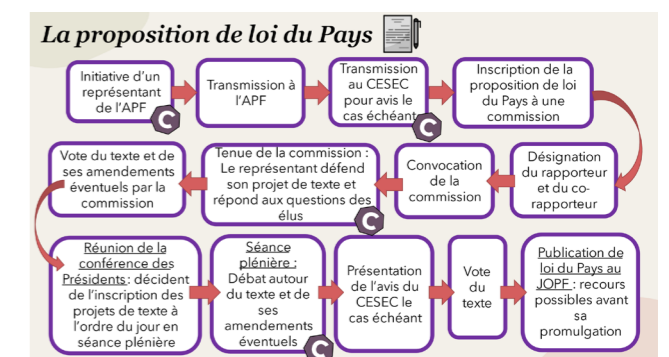 La proposition de loi du Pays
Initiative d'un
représentant
de l'APF
C
Transmission à
l'APF
Transmission
au CESEC
pour avis le
cas échéant
C
Inscription de la
proposition de loi
du Pays à une
commission
Désignation
du rapporteur
et du co-
rapporteur
Convocation
de la
commission
Tenue de la commission :
Le représentant défend
son projet de texte et
répond aux questions des
élus
C
Vote du texte et de
ses amendements
éventuels par la
commission
Réunion de la
conférence des
Présidents : décident
de l'inscription des
projets de texte à
l'ordre du jour en
séance plénière
Séance
plénière :
Débat autour
du texte et de
ses
amendements
éventuels
C
Présentation
de l'avis du
CESEC le
cas échéant
Vote
du
texte
Publication de
loi du Pays au
JOPF : recours
possibles avant
sa
promulgation